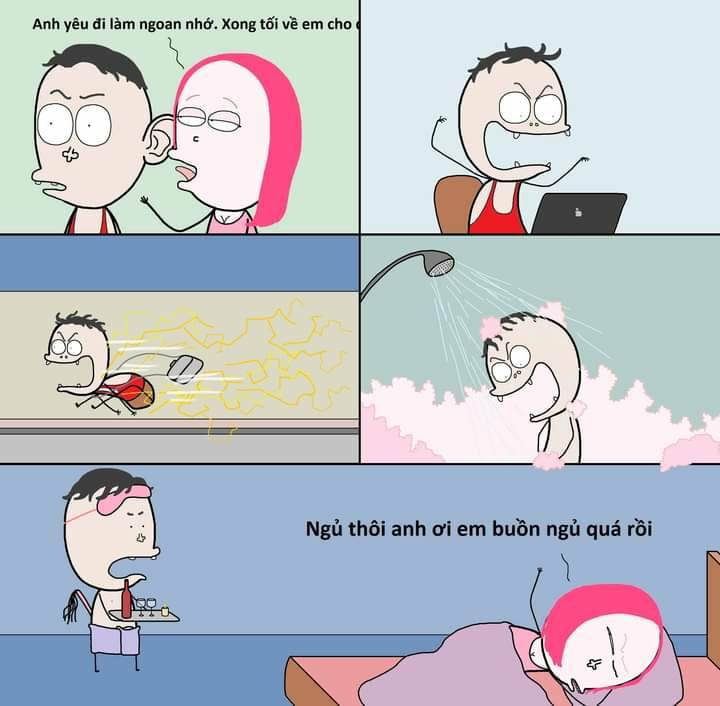 Anh yêu đi làm ngoan nhớ. Xong tối về em cho
Ngủ thôi anh ơi em buồn ngủ quá rồi